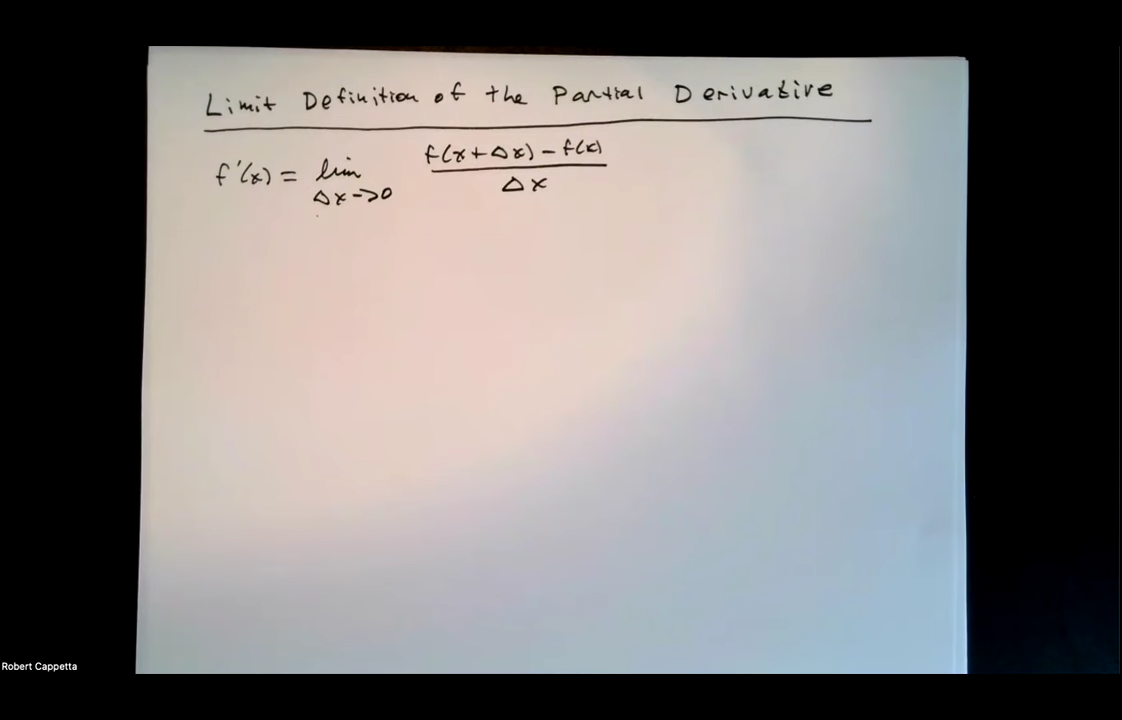 Limit Definition of the Partial Derivative
f'(x) = lim Δx->0 f(x+Δx) - f(x) / Δx
Robert Cappetta